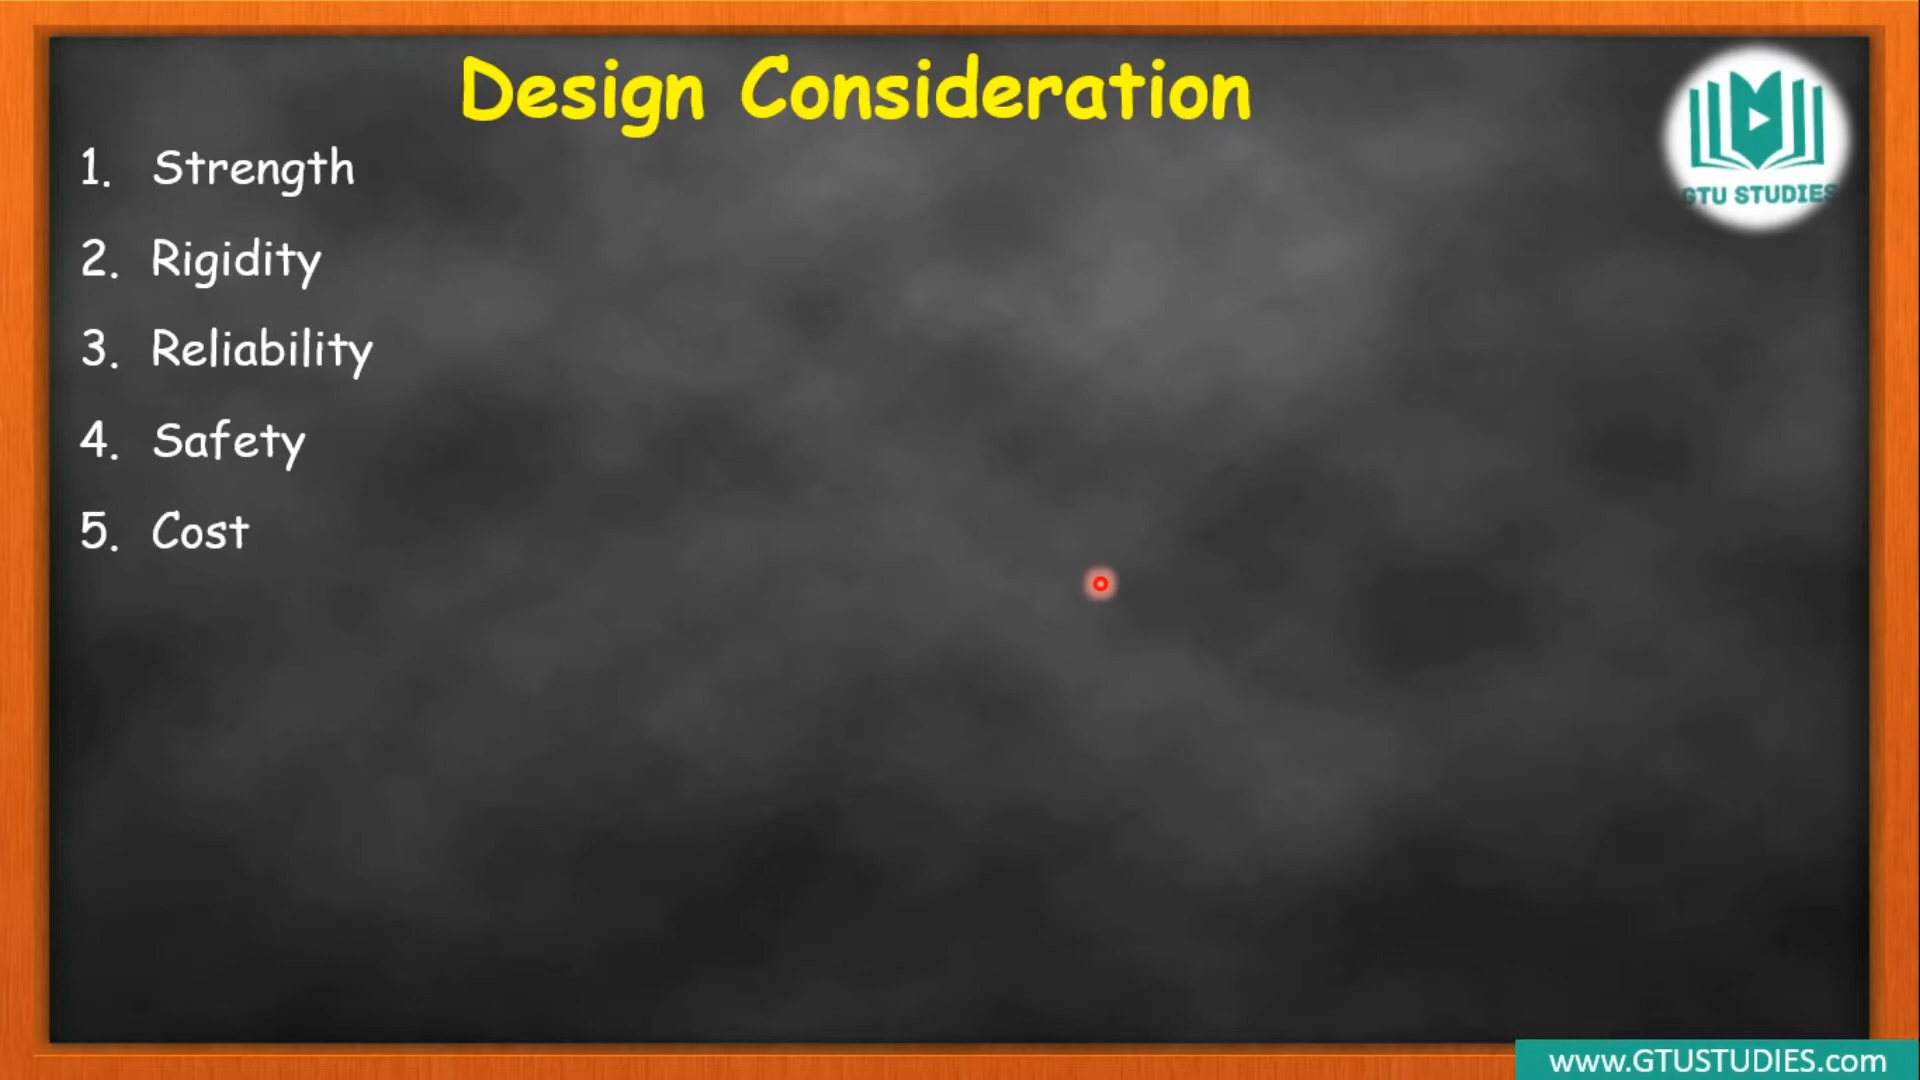 Design Consideration
1. Strength
2. Rigidity
3. Reliability
4. Safety
5. Cost
GTU STUDIES
www.GTUSTUDIES.com